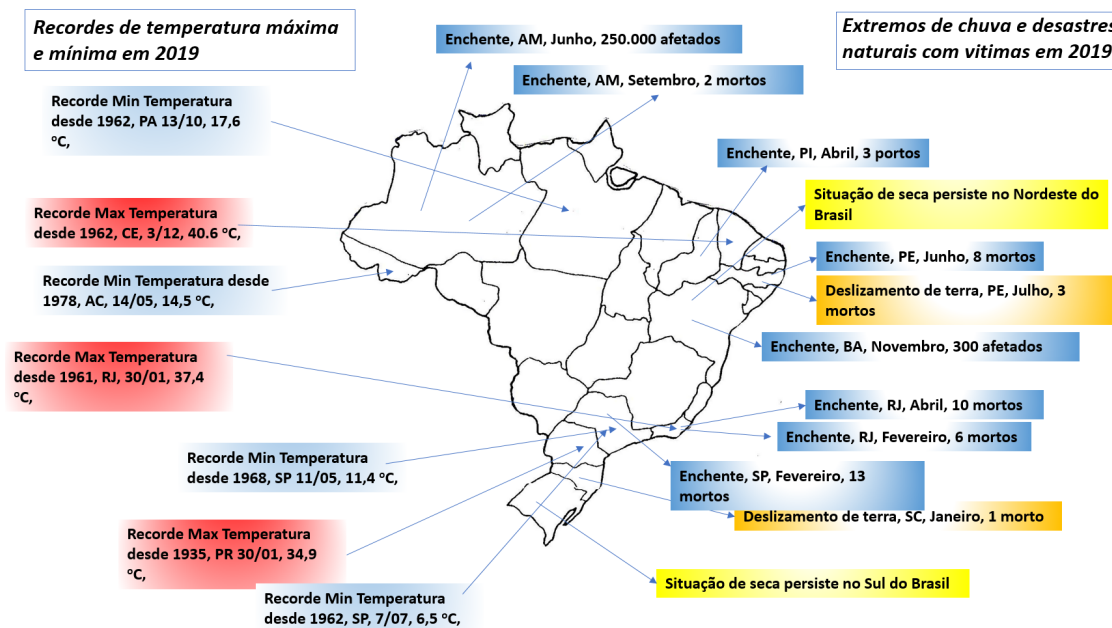 Recordes de temperatura máxima
e mínima em 2019
Extremos de chuva e desastres
naturais com vitimas em 2019
Enchente, AM, Junho, 250.000 afetados
Enchente, AM, Setembro, 2 mortos
Recorde Min Temperatura
desde 1962, PA 13/10, 17,6
ºC,
Enchente, PI, Abril, 3 portos
Situação de seca persiste no Nordeste do
Brasil
Recorde Max Temperatura
desde 1962, CE, 3/12, 40.6 ºC,
Enchente, PE, Junho, 8 mortos
Recorde Min Temperatura desde
1978, AC, 14/05, 14,5 ºC,
Deslizamento de terra, PE, Julho, 3
mortos
Enchente, BA, Novembro, 300 afetados
Recorde Max Temperatura
desde 1961, RJ, 30/01, 37,4
ºC,
Enchente, RJ, Abril, 10 mortos
Enchente, RJ, Fevereiro, 6 mortos
Recorde Min Temperatura
desde 1968, SP 11/05, 11,4 ºC,
Enchente, SP, Fevereiro, 13
mortos
Deslizamento de terra, SC, Janeiro, 1 morto
Recorde Max Temperatura
desde 1935, PR 30/01, 34,9
ºC,
Situação de seca persiste no Sul do Brasil
Recorde Min Temperatura
desde 1962, SP, 7/07, 6,5 ºC,